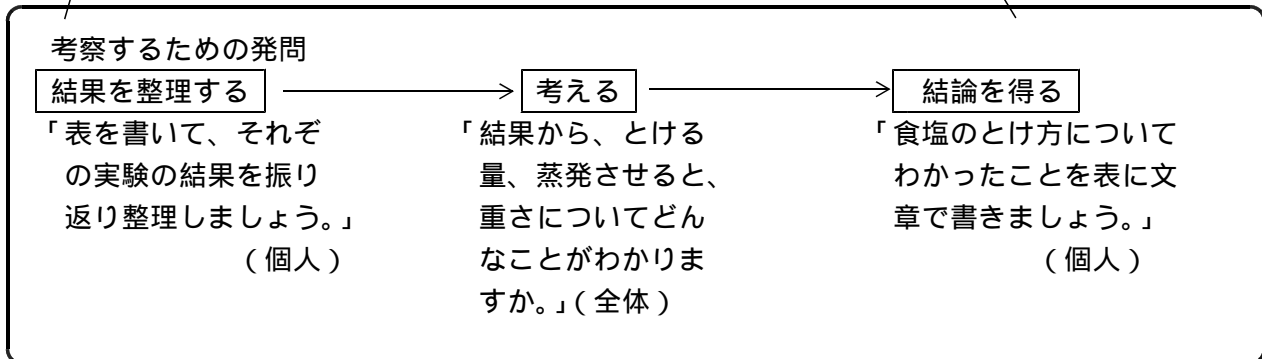 考察するための発問
結果を整理する
考える
結論を得る
「表を書いて、それぞ
の実験の結果を振り
返り整理しましょう。」
(個人)
「結果から、とける
量、蒸発させると、
重さについてどん
なことがわかりま
すか。」(全体)
「食塩のとけ方について
わかったことを表に文
章で書きましょう。」
(個人)